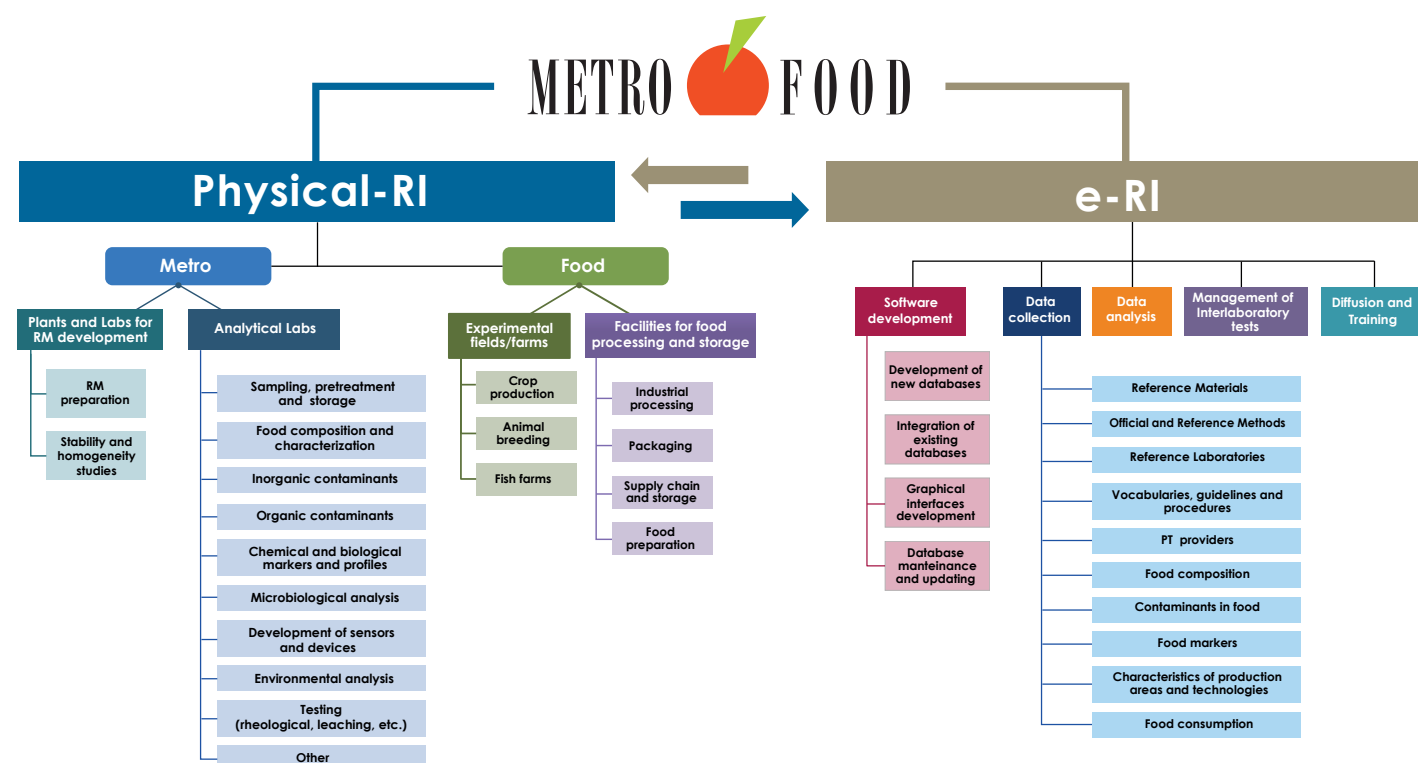 METRO FOOD
Physical-RI
e-RI
Metro
Food
Plants and Labs for
RM development
RM
preparation
Stability and
homogeneity
studies
Analytical Labs
Sampling, pretreatment
and storage
Food composition and
characterization
Inorganic contaminants
Organic contaminants
Chemical and biological
markers and profiles
Microbiological analysis
Development of sensors
and devices
Environmental analysis
Testing
(rheological, leaching, etc.)
Other
Experimental
fields/farms
Crop
production
Animal
breeding
Fish farms
Facilities for food
processing and storage
Industrial
processing
Packaging
Supply chain
and storage
Food
preparation
Software
development
Development of
new databases
Integration of
existing
databases
Graphical
interfaces
development
Database
manteinance
and updating
Data
collection
Reference Materials
Official and Reference Methods
Reference Laboratories
Vocabularies, guidelines and
procedures
PT providers
Food composition
Contaminants in food
Food markers
Characteristics of production
areas and technologies
Food consumption
Data
analysis
Management of
Interlaboratory
tests
Diffusion and
Training